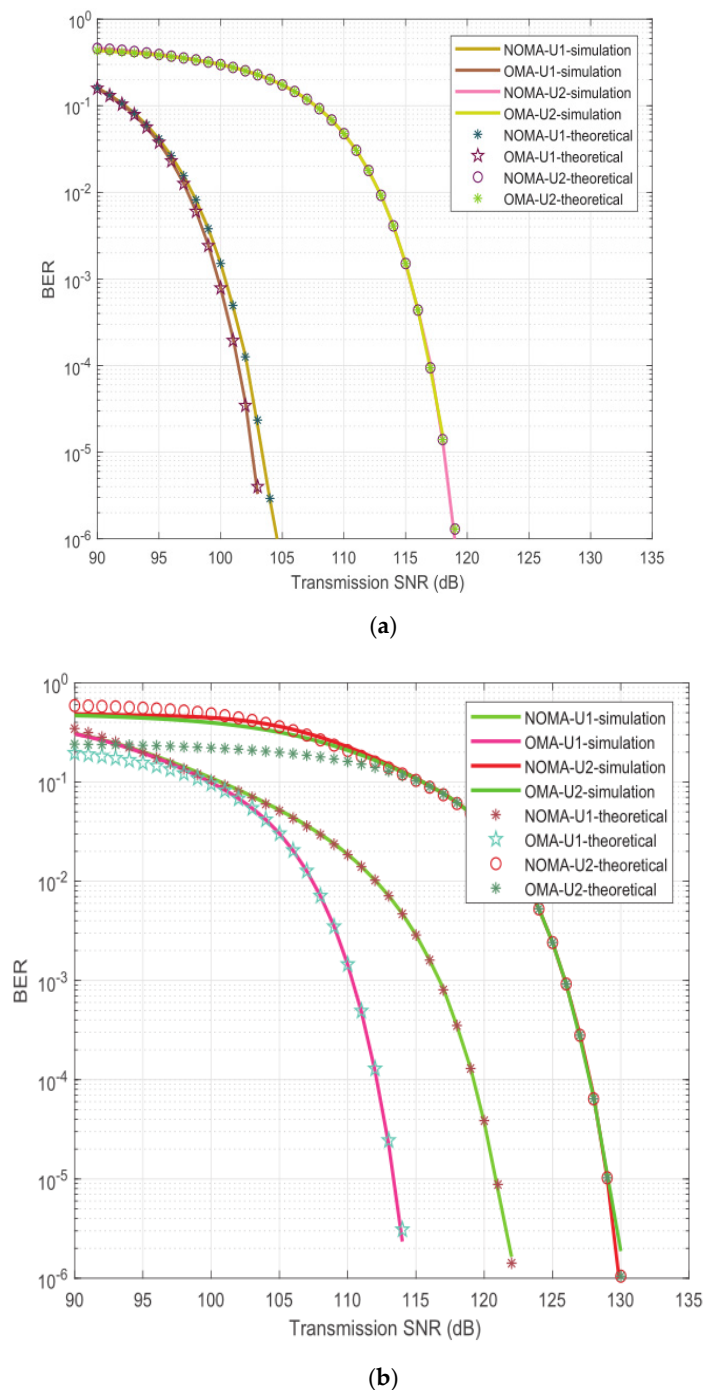 10^0
10^-1
10^-2
10^-3
10^-4
10^-5
10^-6
BER
90 95 100 105 110 115 120 125 130 135
Transmission SNR (dB)
NOMA-U1-simulation
OMA-U1-simulation
NOMA-U2-simulation
OMA-U2-simulation
NOMA-U1-theoretical
OMA-U1-theoretical
NOMA-U2-theoretical
OMA-U2-theoretical
(a)
10^0
10^-1
10^-2
10^-3
10^-4
10^-5
10^-6
BER
90 95 100 105 110 115 120 125 130 135
Transmission SNR (dB)
NOMA-U1-simulation
OMA-U1-simulation
NOMA-U2-simulation
OMA-U2-simulation
NOMA-U1-theoretical
OMA-U1-theoretical
NOMA-U2-theoretical
OMA-U2-theoretical
(b)